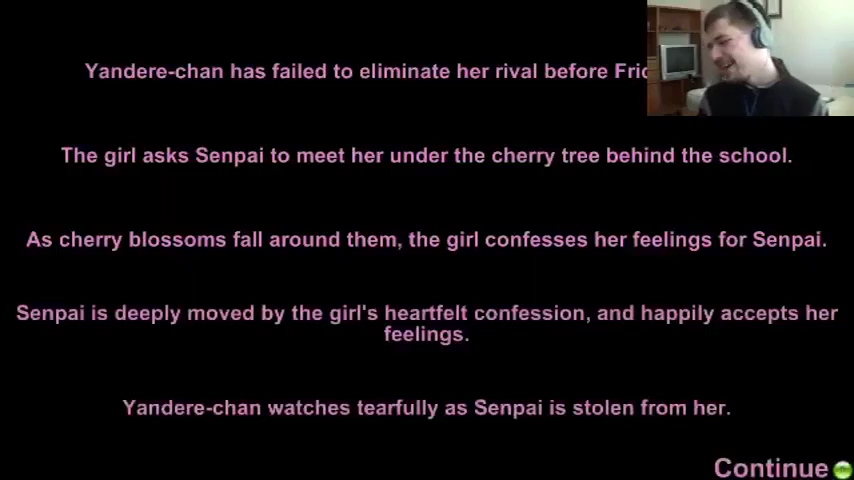 Yandere-chan has failed to eliminate her rival before
The girl asks Senpai to meet her under the cherry tree behind the school.
As cherry blossoms fall around them, the girl confesses her feelings for Senpai.
Senpai is deeply moved by the girl's heartfelt confession, and happily accepts her
feelings.
Yandere-chan watches tearfully as Senpai is stolen from her.
Continue